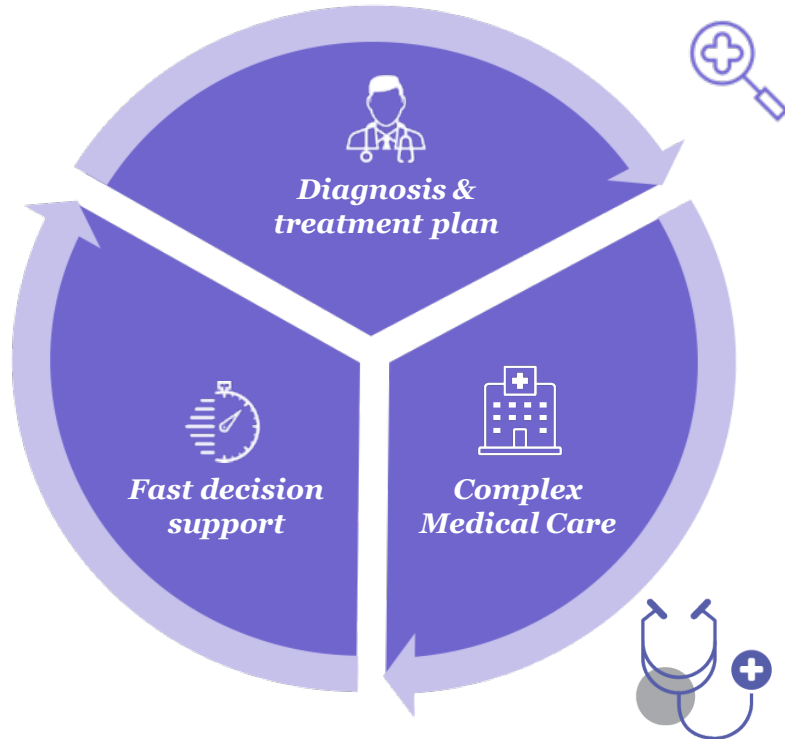 Diagnosis &
treatment plan
Fast decision
support
Complex
Medical Care